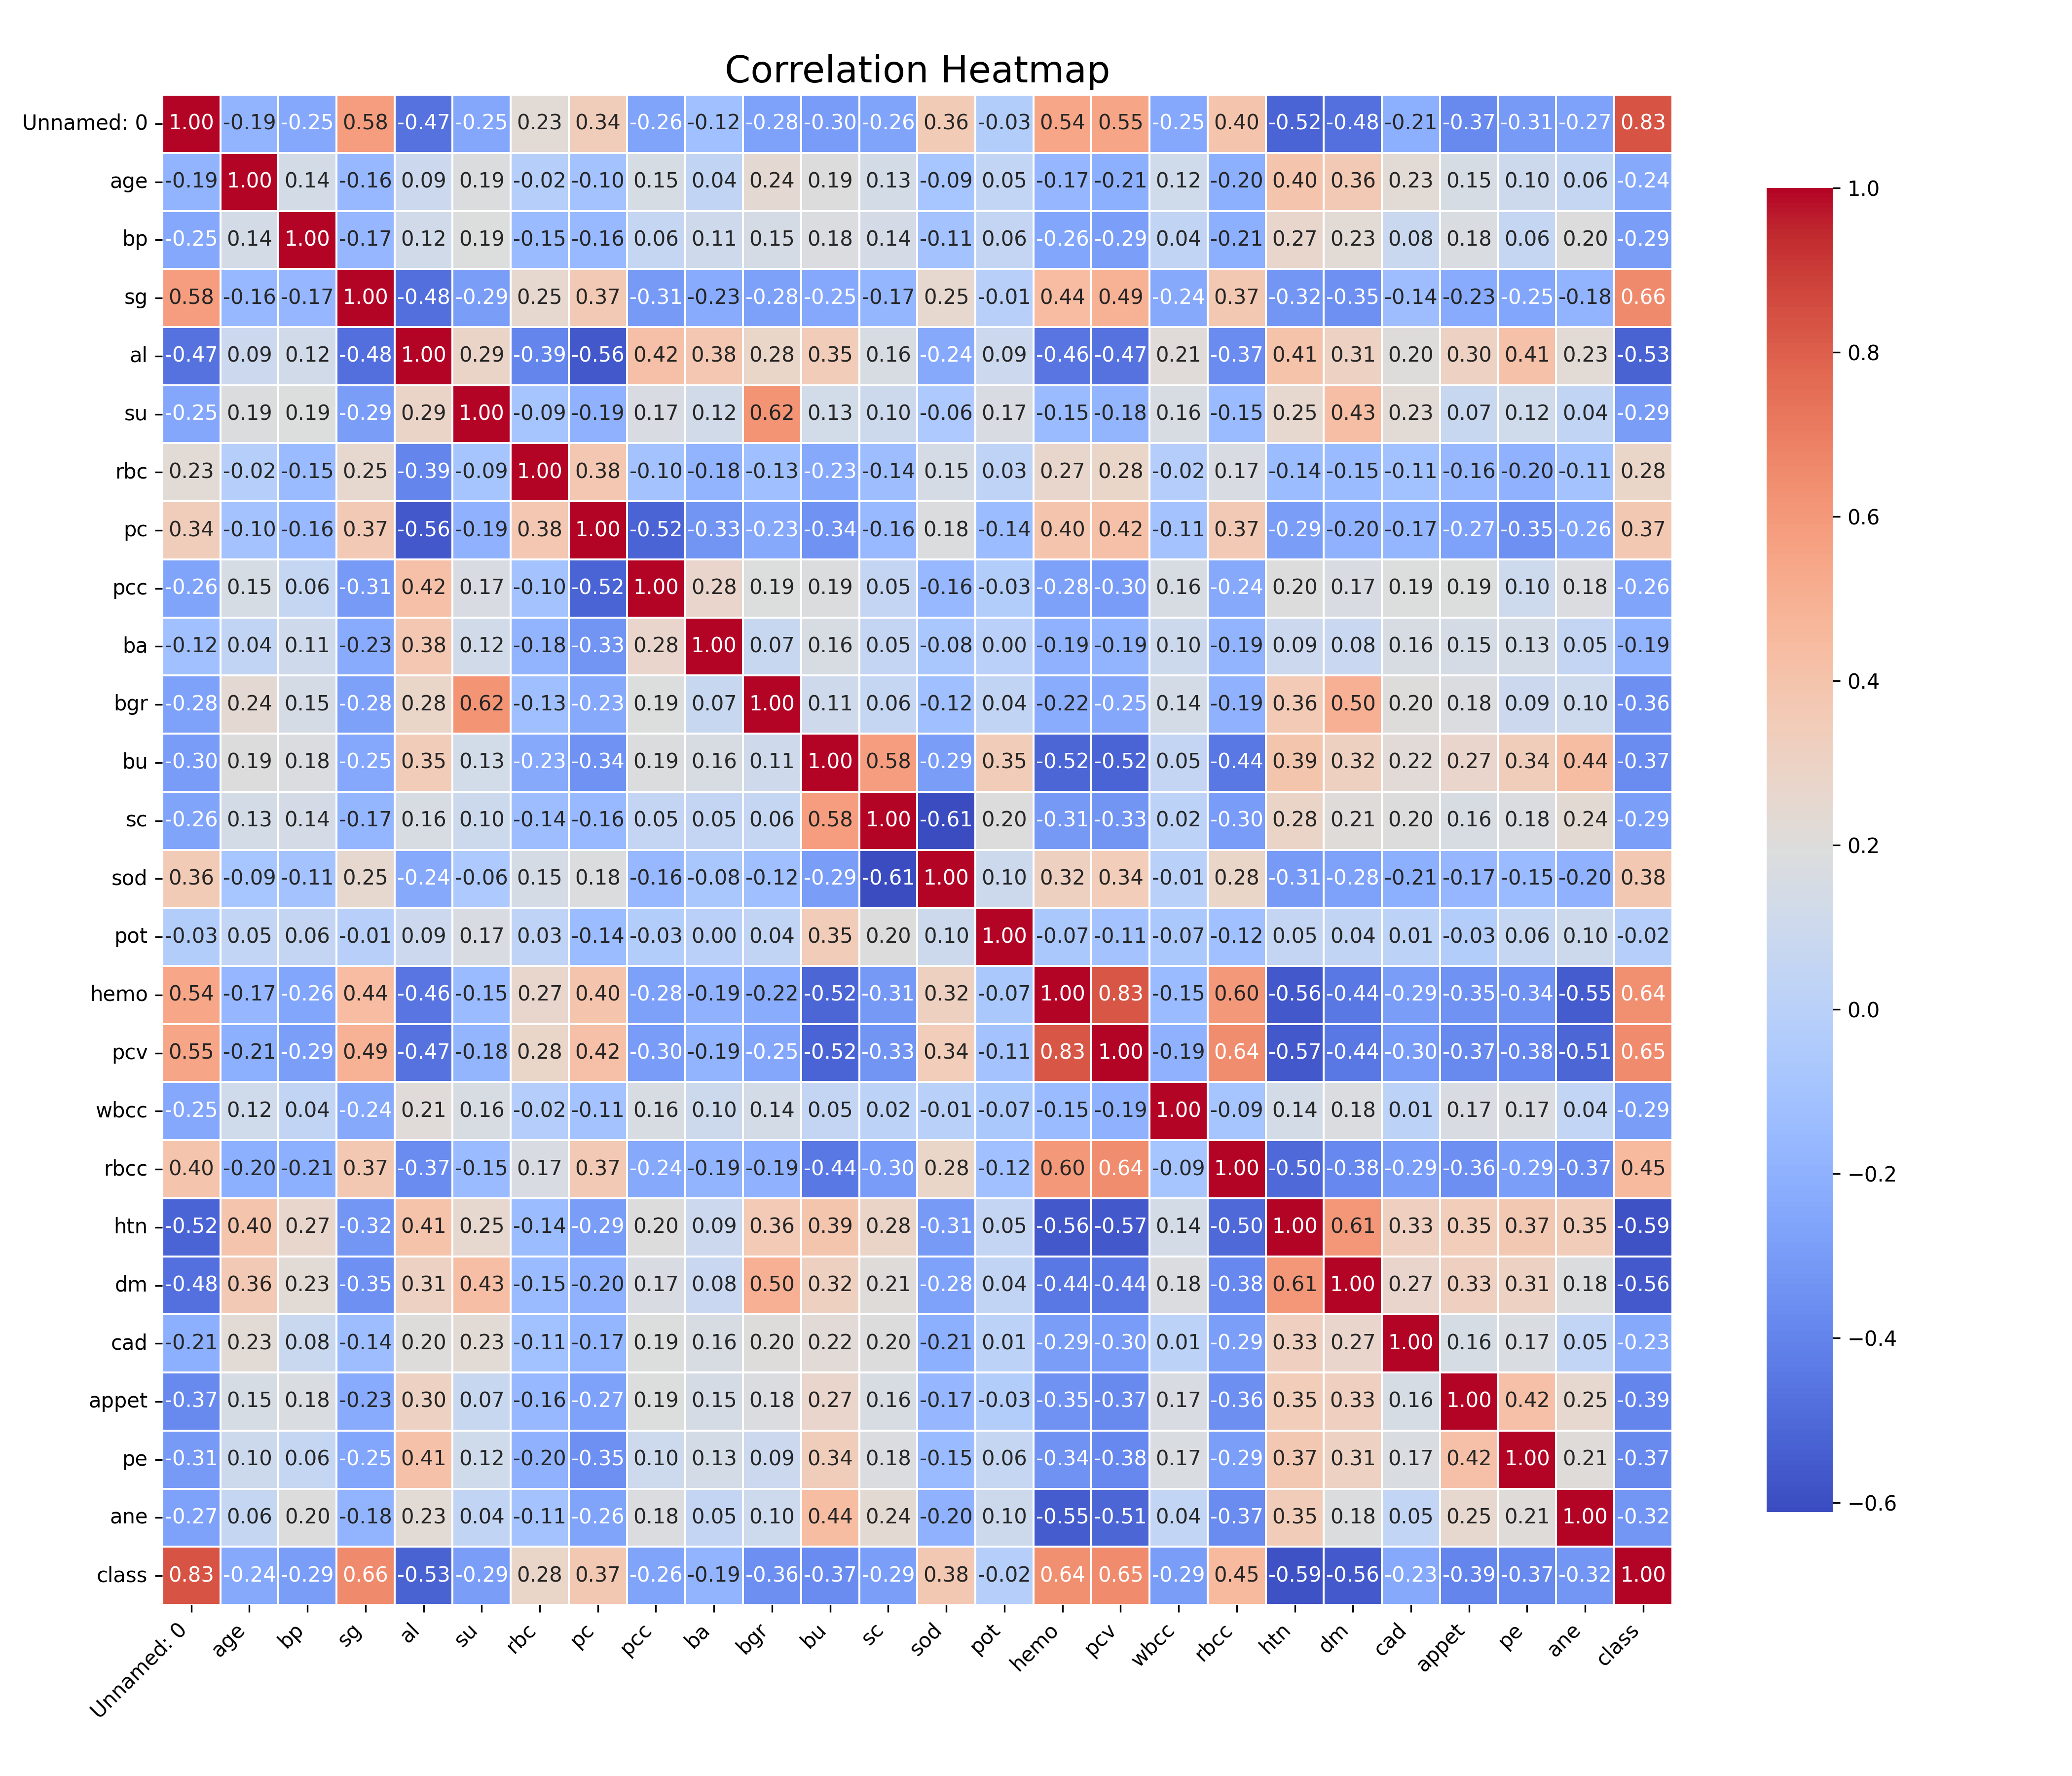 Correlation Heatmap
Unnamed: 0 1.00 -0.19 -0.25 0.58 -0.47 -0.25 0.23 0.34 -0.26 -0.12 -0.28 -0.30 -0.26 0.36 -0.03 0.54 0.55 -0.25 0.40 -0.52 -0.48 -0.21 -0.37 -0.31 -0.27 0.83
age -0.19 1.00 0.14 -0.16 0.09 0.19 -0.02 -0.10 0.15 0.04 0.24 0.19 0.13 -0.09 0.05 -0.17 -0.21 0.12 -0.20 0.40 0.36 0.23 0.15 0.10 0.06 -0.24
bp -0.25 0.14 1.00 -0.17 0.12 0.19 -0.15 -0.16 0.06 0.11 0.15 0.18 0.14 -0.11 0.06 -0.26 -0.29 0.04 -0.21 0.27 0.23 0.08 0.18 0.06 0.20 -0.29
sg 0.58 -0.16 -0.17 1.00 -0.48 -0.29 0.25 0.37 -0.31 -0.23 -0.28 -0.25 -0.17 0.25 -0.01 0.44 0.49 -0.24 0.37 -0.32 -0.35 -0.14 -0.23 -0.25 -0.18 0.66
al -0.47 0.09 0.12 -0.48 1.00 0.29 -0.39 -0.56 0.42 0.38 0.28 0.35 0.16 -0.24 0.09 -0.46 -0.47 0.21 -0.37 0.41 0.31 0.20 0.30 0.41 0.23 -0.53
su -0.25 0.19 0.19 -0.29 0.29 1.00 -0.09 -0.19 0.17 0.12 0.62 0.13 0.10 -0.06 0.17 -0.15 -0.18 0.16 -0.15 0.25 0.43 0.23 0.07 0.12 0.04 -0.29
rbc 0.23 -0.02 -0.15 0.25 -0.39 -0.09 1.00 0.38 -0.10 -0.18 -0.13 -0.23 -0.14 0.15 0.03 0.27 0.28 -0.02 0.17 -0.14 -0.15 -0.11 -0.16 -0.20 -0.11 0.28
pc 0.34 -0.10 -0.16 0.37 -0.56 -0.19 0.38 1.00 -0.52 -0.33 -0.23 -0.34 -0.16 0.18 -0.14 0.40 0.42 -0.11 0.37 -0.29 -0.20 -0.17 -0.27 -0.35 -0.26 0.37
pcc -0.26 0.15 0.06 -0.31 0.42 0.17 -0.10 -0.52 1.00 0.28 0.19 0.19 0.05 -0.16 -0.03 -0.28 -0.30 0.16 -0.24 0.20 0.17 0.19 0.19 0.10 0.18 -0.26
ba -0.12 0.04 0.11 -0.23 0.38 0.12 -0.18 -0.33 0.28 1.00 0.07 0.16 0.05 -0.08 0.00 -0.19 -0.19 0.10 -0.19 0.09 0.08 0.16 0.15 0.13 0.05 -0.19
bgr -0.28 0.24 0.15 -0.28 0.28 0.62 -0.13 -0.23 0.19 0.07 1.00 0.11 0.06 -0.12 0.04 -0.22 -0.25 0.14 -0.19 0.36 0.50 0.20 0.18 0.09 0.10 -0.36
bu -0.30 0.19 0.18 -0.25 0.35 0.13 -0.23 -0.34 0.19 0.16 0.11 1.00 0.58 -0.29 0.35 -0.52 -0.52 0.05 -0.44 0.39 0.32 0.22 0.27 0.34 0.44 -0.37
sc -0.26 0.13 0.14 -0.17 0.16 0.10 -0.14 -0.16 0.05 0.05 0.06 0.58 1.00 -0.61 0.20 -0.31 -0.33 0.02 -0.30 0.28 0.21 0.20 0.16 0.18 0.24 -0.29
sod 0.36 -0.09 -0.11 0.25 -0.24 -0.06 0.15 0.18 -0.16 -0.08 -0.12 -0.29 -0.61 1.00 0.10 0.32 0.34 -0.01 0.28 -0.31 -0.28 -0.21 -0.17 -0.15 -0.20 0.38
pot -0.03 0.05 0.06 -0.01 0.09 0.17 0.03 -0.14 -0.03 0.00 0.04 0.35 0.20 0.10 1.00 -0.07 -0.11 -0.07 -0.12 0.05 0.04 0.01 -0.03 0.06 0.10 -0.02
hemo 0.54 -0.17 -0.26 0.44 -0.46 -0.15 0.27 0.40 -0.28 -0.19 -0.22 -0.52 -0.31 0.32 -0.07 1.00 0.83 -0.15 0.60 -0.56 -0.44 -0.29 -0.35 -0.34 -0.55 0.64
pcv 0.55 -0.21 -0.29 0.49 -0.47 -0.18 0.28 0.42 -0.30 -0.19 -0.25 -0.52 -0.33 0.34 -0.11 0.83 1.00 -0.19 0.64 -0.57 -0.44 -0.30 -0.37 -0.38 -0.51 0.65
wbcc -0.25 0.12 0.04 -0.24 0.21 0.16 -0.02 -0.11 0.16 0.10 0.14 0.05 0.02 -0.01 -0.07 -0.15 -0.19 1.00 -0.09 0.14 0.18 0.01 0.17 0.17 0.04 -0.29
rbcc 0.40 -0.20 -0.21 0.37 -0.37 -0.15 0.17 0.37 -0.24 -0.19 -0.19 -0.44 -0.30 0.28 -0.12 0.60 0.64 -0.09 1.00 -0.50 -0.38 -0.29 -0.36 -0.29 -0.37 0.45
htn -0.52 0.40 0.27 -0.32 0.41 0.25 -0.14 -0.29 0.20 0.09 0.36 0.39 0.28 -0.31 0.05 -0.56 -0.57 0.14 -0.50 1.00 0.61 0.33 0.35 0.37 0.35 -0.59
dm -0.48 0.36 0.23 -0.35 0.31 0.43 -0.15 -0.20 0.17 0.08 0.50 0.32 0.21 -0.28 0.04 -0.44 -0.44 0.18 -0.38 0.61 1.00 0.27 0.33 0.31 0.18 -0.56
cad -0.21 0.23 0.08 -0.14 0.20 0.23 -0.11 -0.17 0.19 0.16 0.20 0.22 0.20 -0.21 0.01 -0.29 -0.30 0.01 -0.29 0.33 0.27 1.00 0.16 0.17 0.05 -0.23
appet -0.37 0.15 0.18 -0.23 0.30 0.07 -0.16 -0.27 0.19 0.15 0.18 0.27 0.16 -0.17 -0.03 -0.35 -0.37 0.17 -0.36 0.35 0.33 0.16 1.00 0.42 0.25 -0.39
pe -0.31 0.10 0.06 -0.25 0.41 0.12 -0.20 -0.35 0.10 0.13 0.09 0.34 0.18 -0.15 0.06 -0.34 -0.38 0.17 -0.29 0.37 0.31 0.17 0.42 1.00 0.21 -0.37
ane -0.27 0.06 0.20 -0.18 0.23 0.04 -0.11 -0.26 0.18 0.05 0.10 0.44 0.24 -0.20 0.10 -0.55 -0.51 0.04 -0.37 0.35 0.18 0.05 0.25 0.21 1.00 -0.32
class 0.83 -0.24 -0.29 0.66 -0.53 -0.29 0.28 0.37 -0.26 -0.19 -0.36 -0.37 -0.29 0.38 -0.02 0.64 0.65 -0.29 0.45 -0.59 -0.56 -0.23 -0.39 -0.37 -0.32 1.00
Unnamed: 0 age bp sg al su rbc pc pcc ba bgr bu sc sod pot hemo pcv wbcc rbcc htn dm cad appet pe ane class
1.0
0.8
0.6
0.4
0.2
0.0
−0.2
−0.4
−0.6